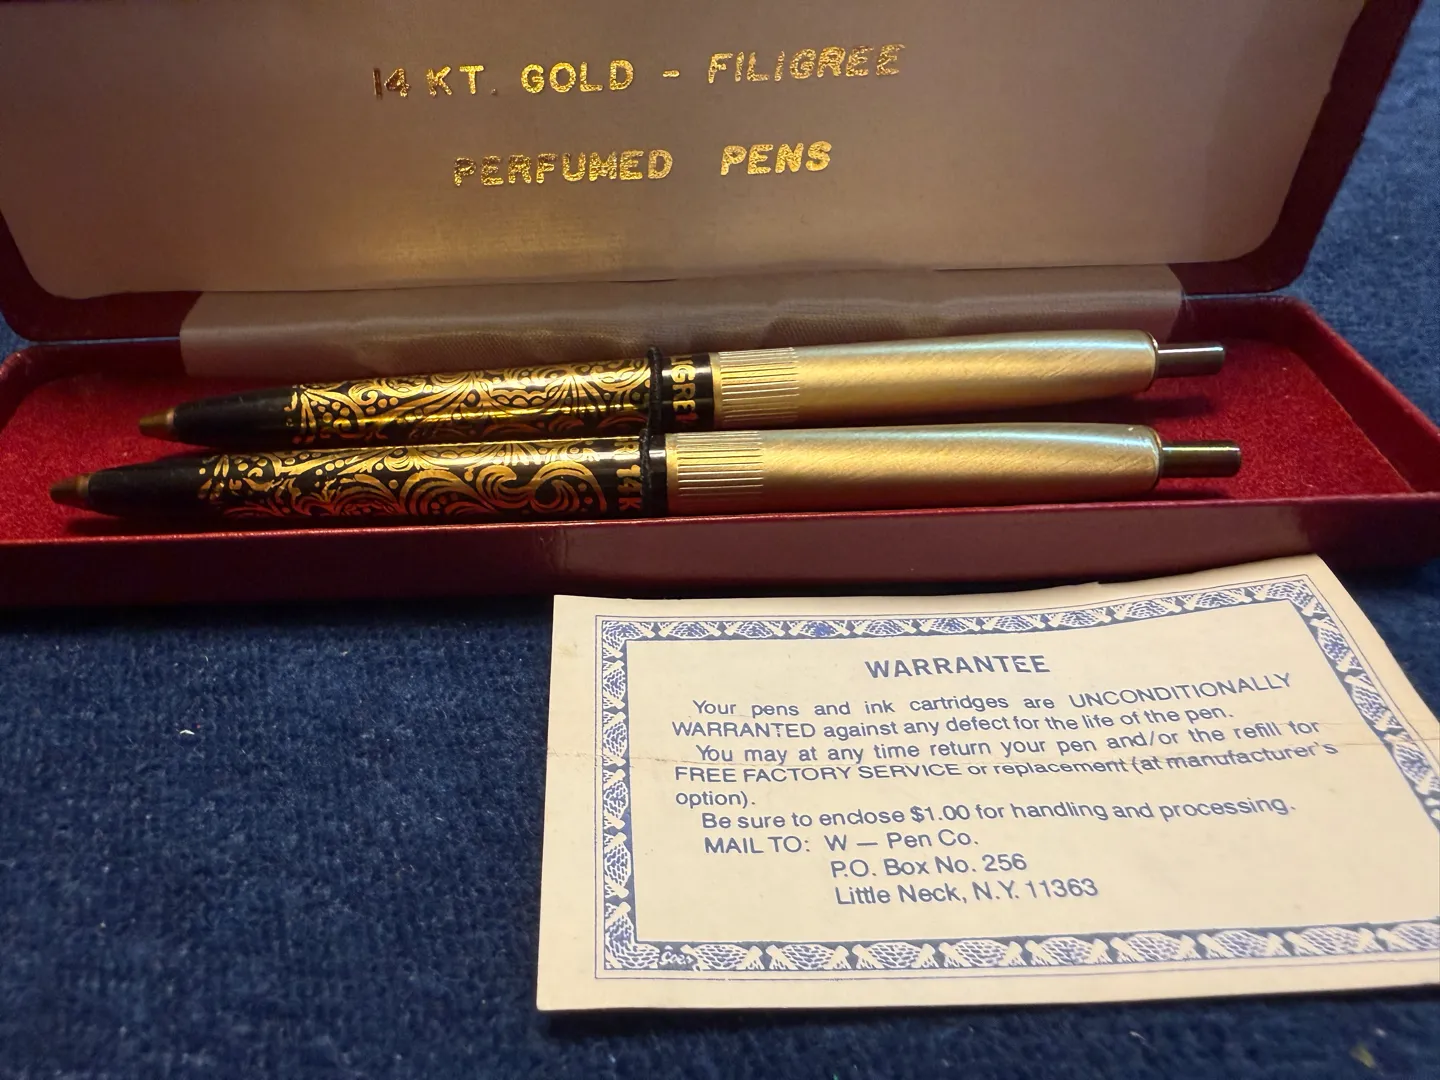 14 KT. GOLD - FILIGREE
PERFUMED PENS
14K
WARRANTEE
Your pens and ink cartridges are UNCONDITIONALLY
WARRANTED against any defect for the life of the pen.
You may at any time return your pen and/or the refill for
FREE FACTORY SERVICE or replacement (at manufacturer's
option).
Be sure to enclose $1.00 for handling and processing.
MAIL TO: W — Pen Co.
P.O. Box No. 256
Little Neck, N.Y. 11363